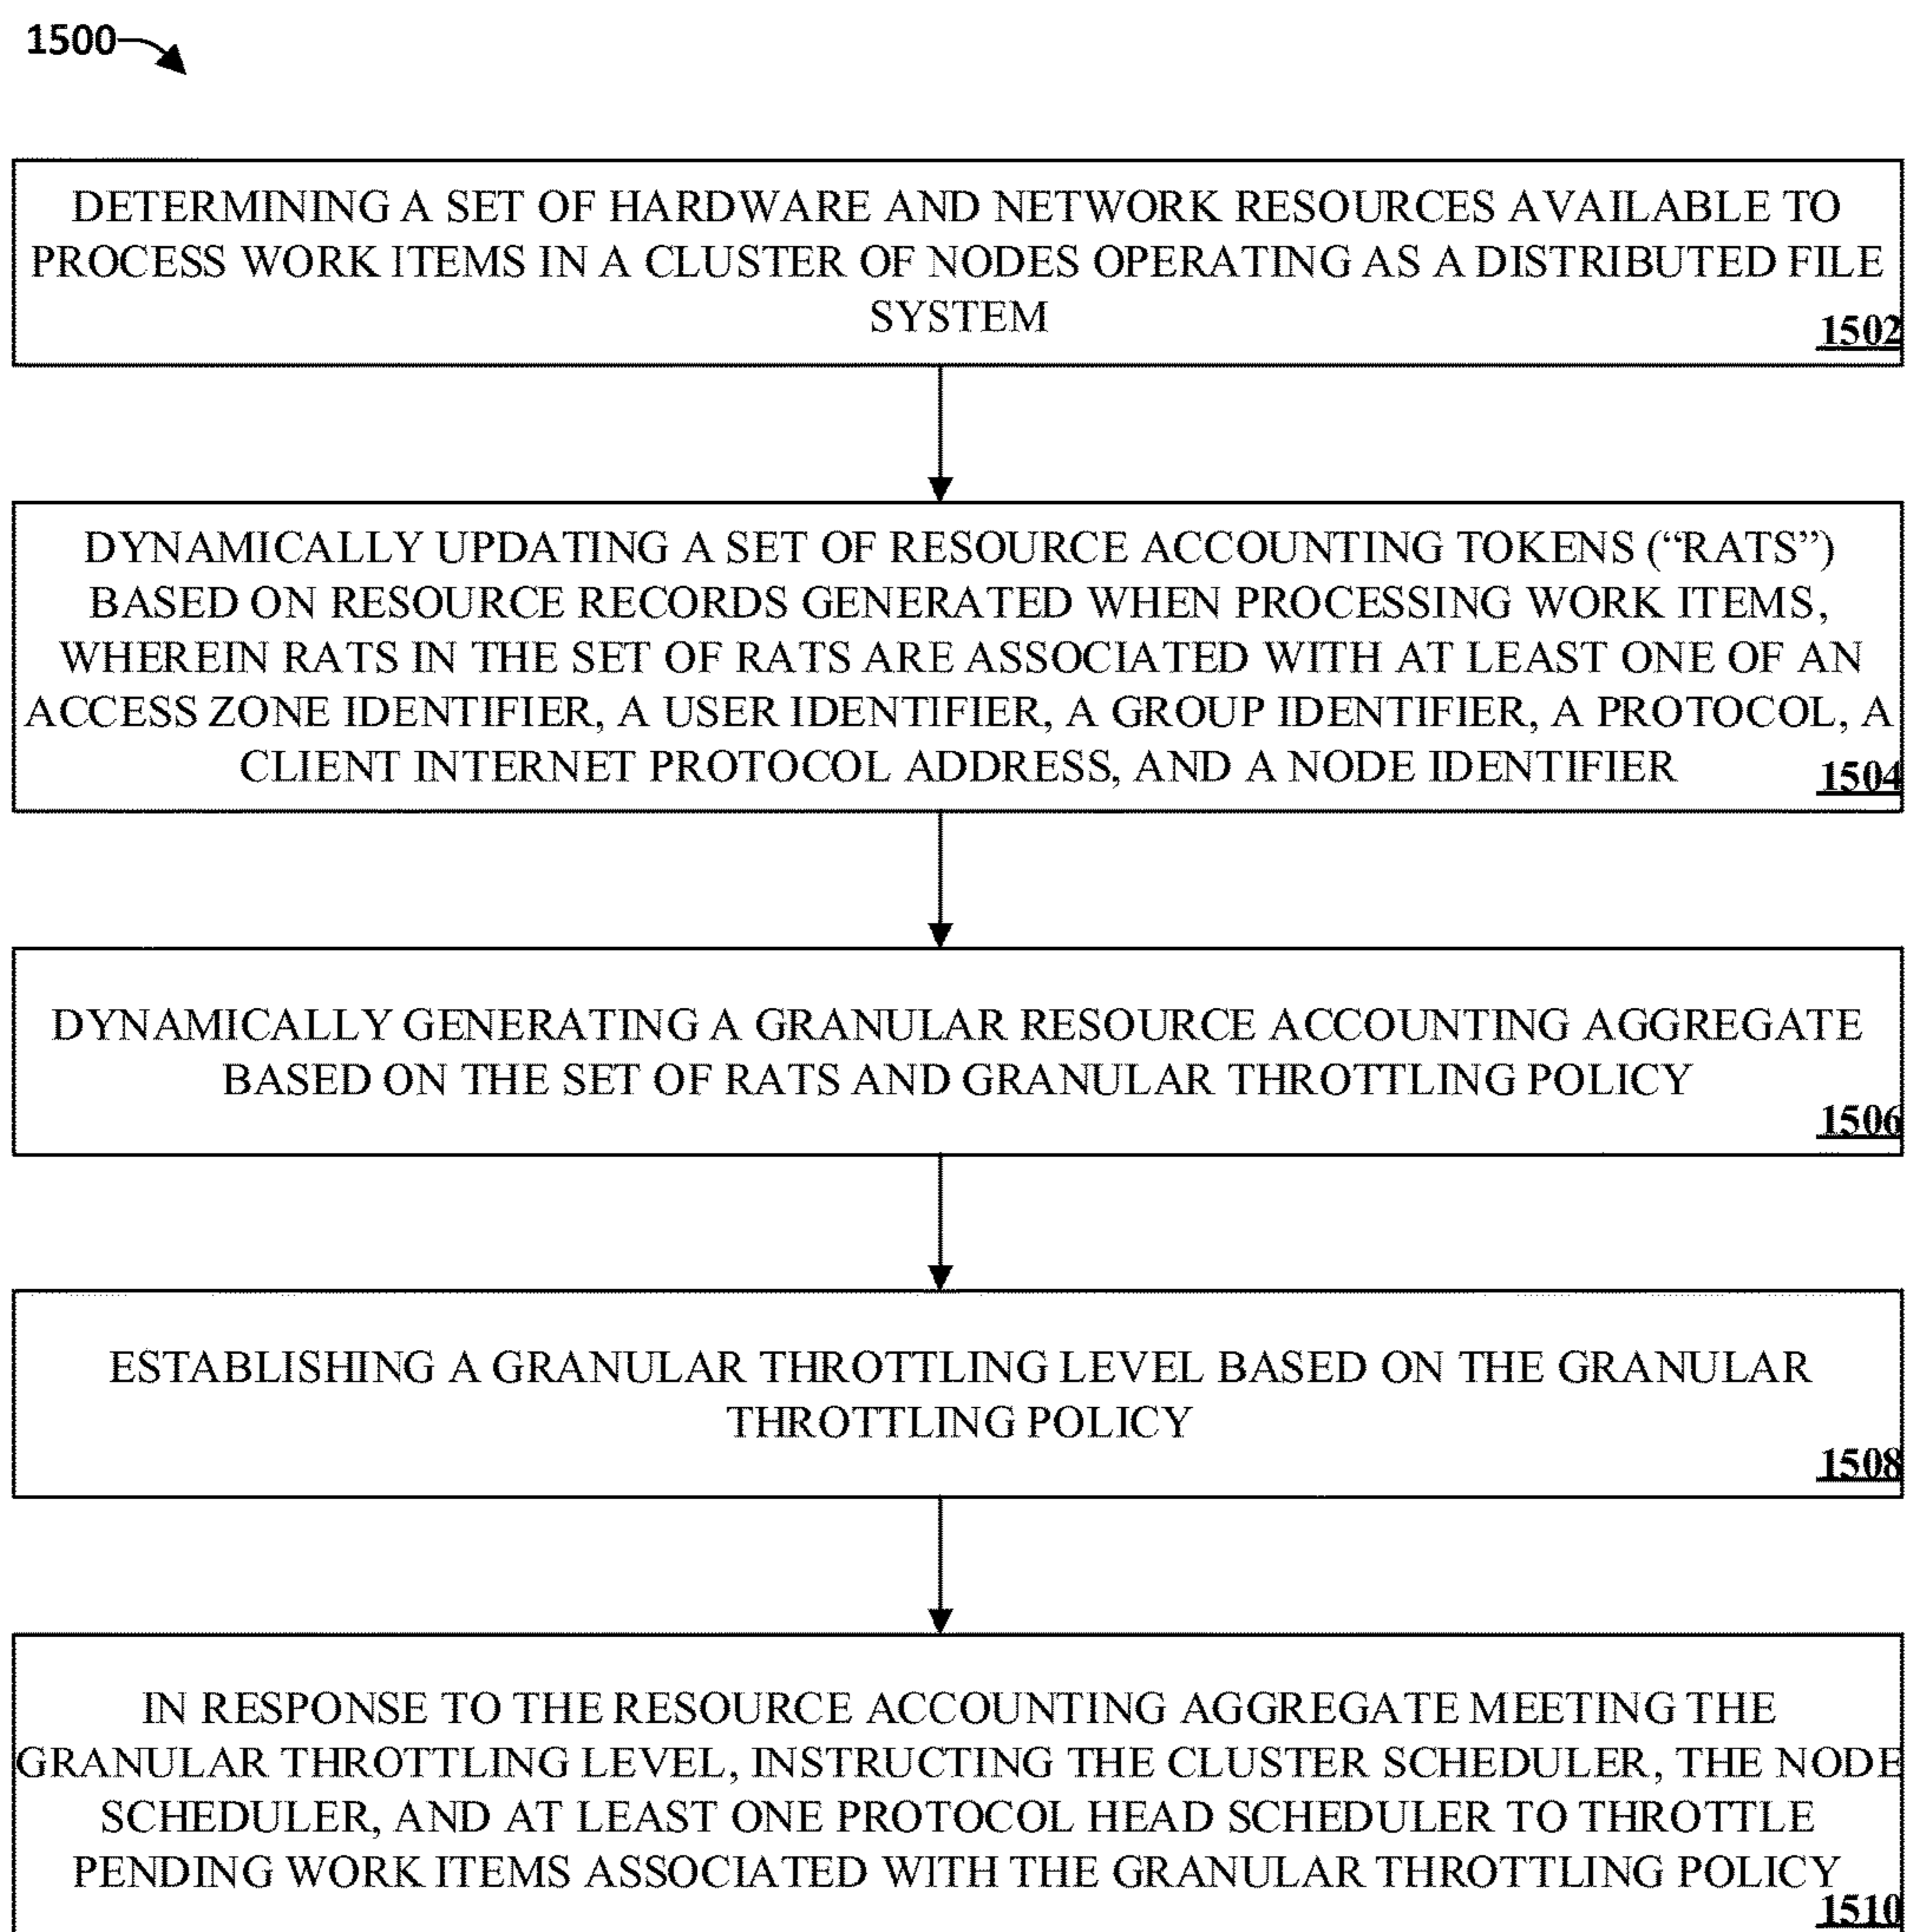 1500
DETERMINING A SET OF HARDWARE AND NETWORK RESOURCES AVAILABLE TO
PROCESS WORK ITEMS IN A CLUSTER OF NODES OPERATING AS A DISTRIBUTED FILE
SYSTEM
1502
DYNAMICALLY UPDATING A SET OF RESOURCE ACCOUNTING TOKENS (“RATS”)
BASED ON RESOURCE RECORDS GENERATED WHEN PROCESSING WORK ITEMS,
WHEREIN RATS IN THE SET OF RATS ARE ASSOCIATED WITH AT LEAST ONE OF AN
ACCESS ZONE IDENTIFIER, A USER IDENTIFIER, A GROUP IDENTIFIER, A PROTOCOL, A
CLIENT INTERNET PROTOCOL ADDRESS, AND A NODE IDENTIFIER
1504
DYNAMICALLY GENERATING A GRANULAR RESOURCE ACCOUNTING AGGREGATE
BASED ON THE SET OF RATS AND GRANULAR THROTTLING POLICY
1506
ESTABLISHING A GRANULAR THROTTLING LEVEL BASED ON THE GRANULAR
THROTTLING POLICY
1508
IN RESPONSE TO THE RESOURCE ACCOUNTING AGGREGATE MEETING THE
GRANULAR THROTTLING LEVEL, INSTRUCTING THE CLUSTER SCHEDULER, THE NODE
SCHEDULER, AND AT LEAST ONE PROTOCOL HEAD SCHEDULER TO THROTTLE
PENDING WORK ITEMS ASSOCIATED WITH THE GRANULAR THROTTLING POLICY
1510